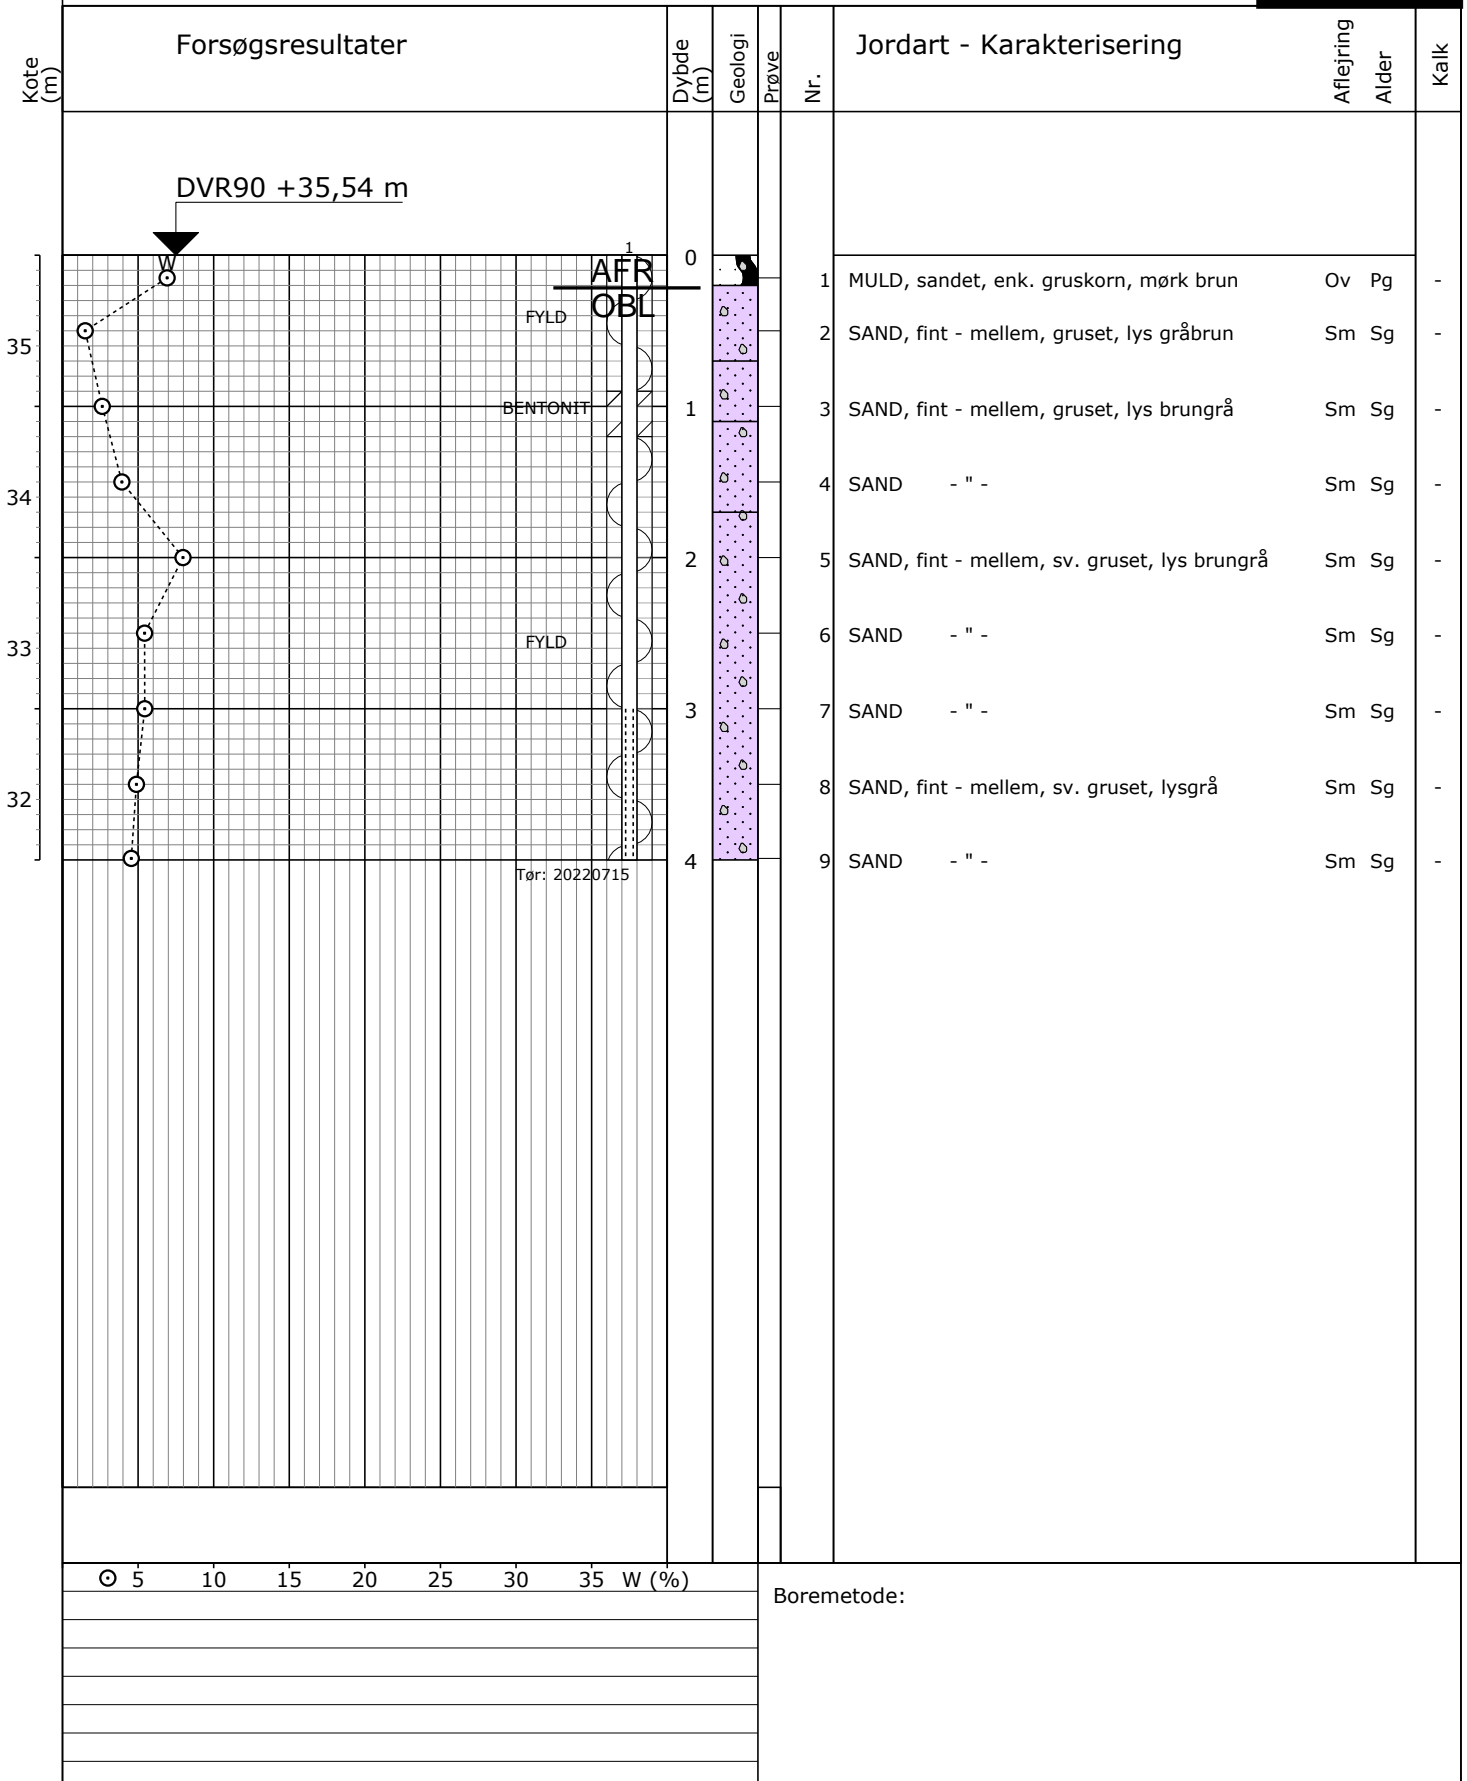 Kote (m)
Forsøgsresultater
Dybde (m)
Geologi
Prøve
Nr.
Jordart - Karakterisering
Aflejring
Alder
Kalk
DVR90 +35,54 m
W
1
AFR
OBL
0
1 MULD, sandet, enk. gruskorn, mørk brun Ov Pg -
FYLD
2 SAND, fint - mellem, gruset, lys gråbrun Sm Sg -
35
BENTONIT
1
3 SAND, fint - mellem, gruset, lys brungrå Sm Sg -
34
4 SAND - " - Sm Sg -
2
5 SAND, fint - mellem, sv. gruset, lys brungrå Sm Sg -
33
FYLD
6 SAND - " - Sm Sg -
3
7 SAND - " - Sm Sg -
32
8 SAND, fint - mellem, sv. gruset, lysgrå Sm Sg -
4
9 SAND - " - Sm Sg -
Tør: 20220715
5 10 15 20 25 30 35 W (%)
Boremetode: